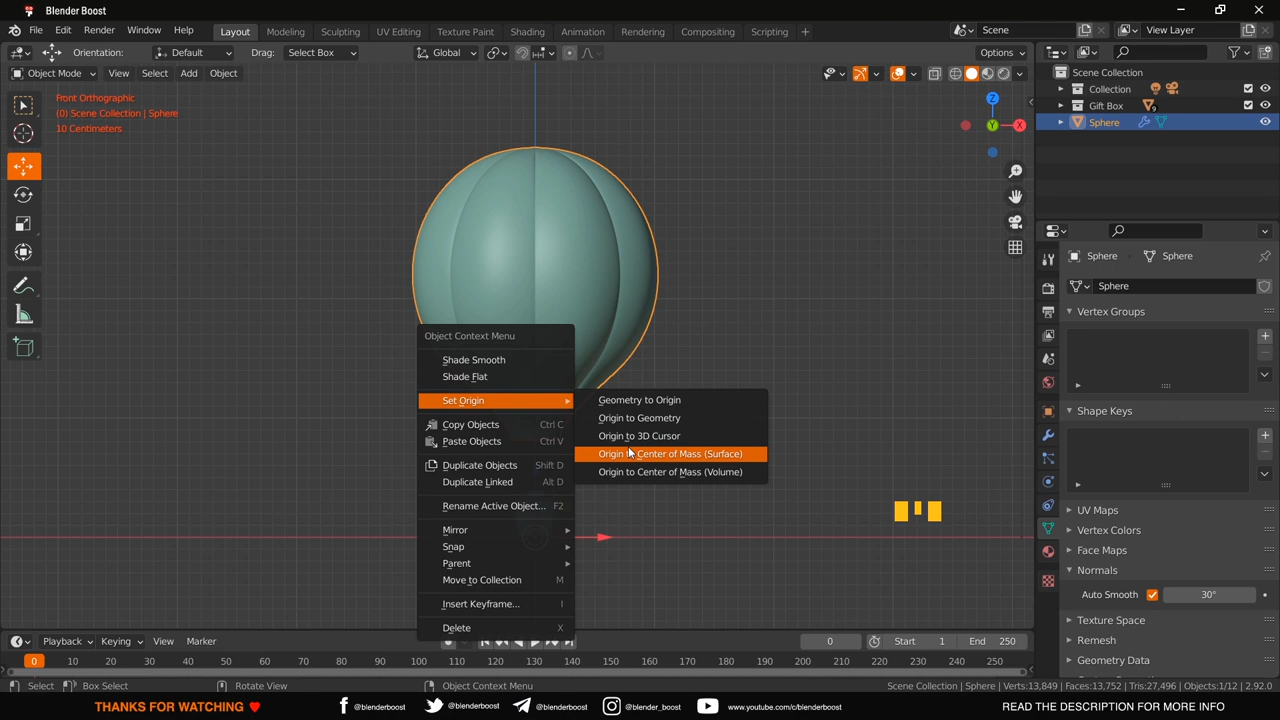 Blender Boost
File Edit Render Window Help Layout Modeling Sculpting UV Editing Texture Paint Shading Animation Rendering Compositing Scripting + Scene View Layer
Orientation: Default Drag: Select Box Global Options
Object Mode View Select Add Object
Front Orthographic
(0) Scene Collection | Sphere
10 Centimeters
Z
Y
X
Scene Collection
Collection
Gift Box 9
Sphere
Sphere Sphere
Sphere
Vertex Groups
Shape Keys
UV Maps
Vertex Colors
Face Maps
Normals
Auto Smooth 30°
Texture Space
Remesh
Geometry Data
Object Context Menu
Shade Smooth
Shade Flat
Set Origin
Copy Objects Ctrl C
Paste Objects Ctrl V
Duplicate Objects Shift D
Duplicate Linked Alt D
Rename Active Object... F2
Mirror
Snap
Parent
Move to Collection M
Insert Keyframe... I
Delete X
Geometry to Origin
Origin to Geometry
Origin to 3D Cursor
Origin to Center of Mass (Surface)
Origin to Center of Mass (Volume)
Playback Keying View Marker 0 Start 1 End 250
0 10 20 30 40 50 60 70 80 90 100 110 120 130 140 150 160 170 180 190 200 210 220 230 240 250
Select Box Select Rotate View Object Context Menu Scene Collection | Sphere | Verts:13,849 | Faces:13,752 | Tris:27,496 | Objects:1/12 | 2.92.0
THANKS FOR WATCHING ❤ @blenderboost @blenderboost @blenderboost @blender_boost www.youtube.com/c/blenderboost READ THE DESCRIPTION FOR MORE INFO